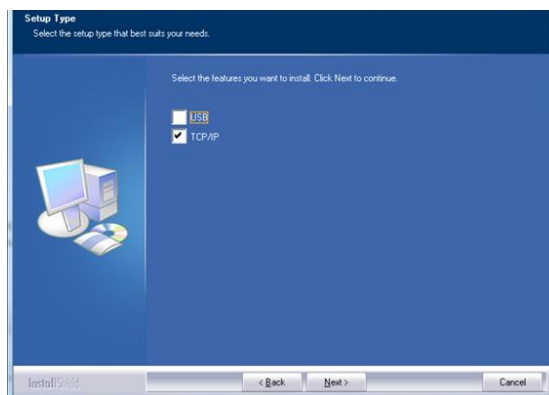 Setup Type
Select the setup type that best suits your needs.
Select the features you want to install. Click Next to continue.
USB
TCP/IP
InstallShield
< Back
Next >
Cancel